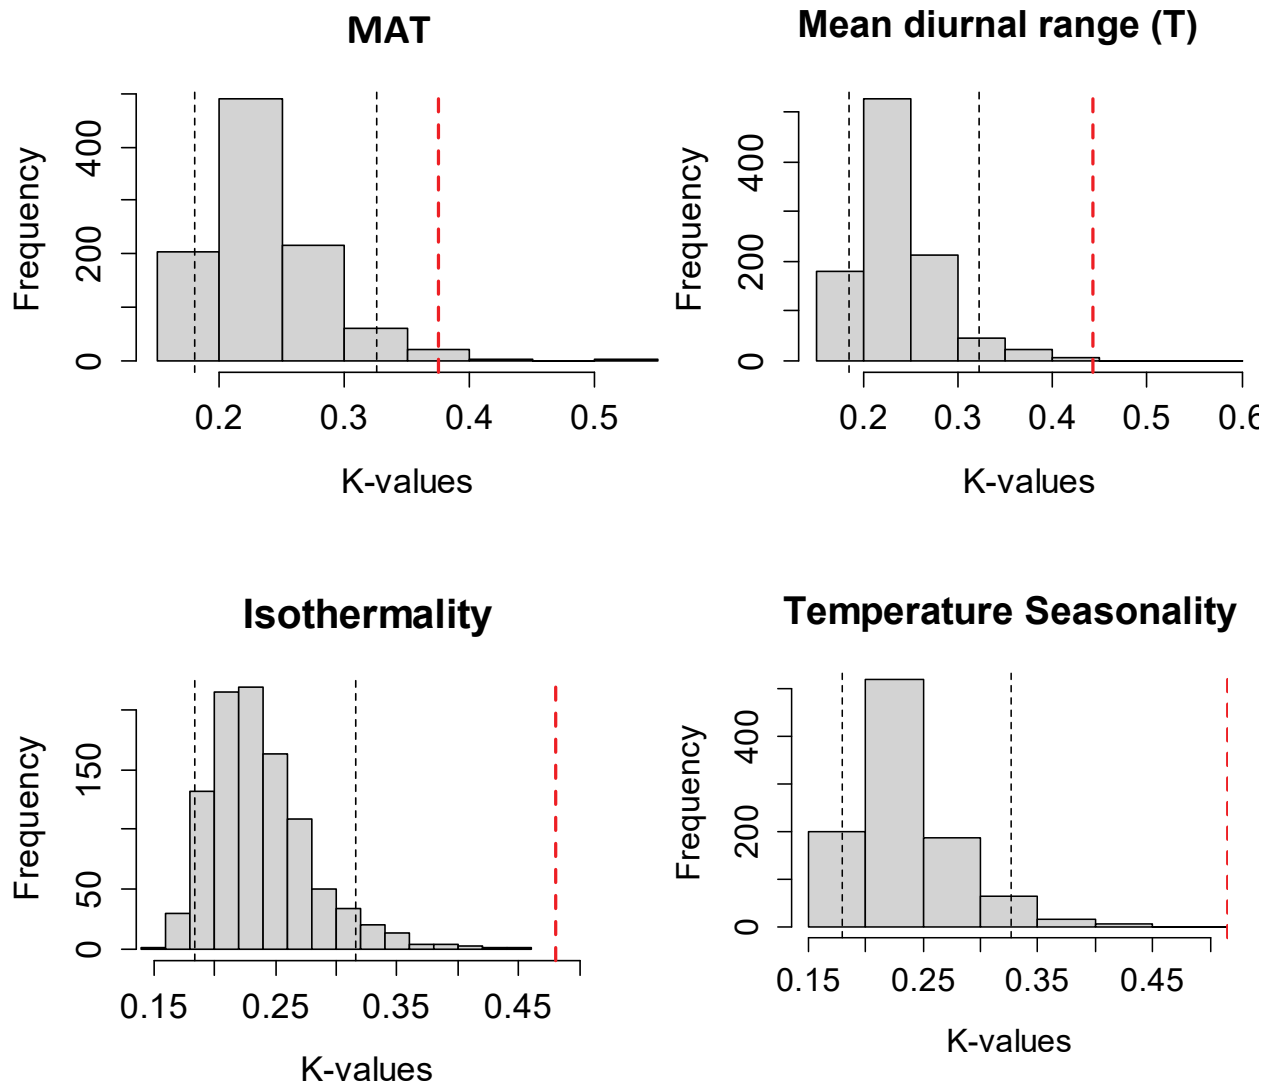 MAT
Frequency
0
200
400
0.2 0.3 0.4 0.5
K-values
Mean diurnal range (T)
Frequency
0
200
400
0.2 0.3 0.4 0.5
K-values
Isothermality
Frequency
0
50
150
0.15 0.25 0.35 0.45
K-values
Temperature Seasonality
Frequency
0
200
400
0.15 0.25 0.35 0.45
K-values